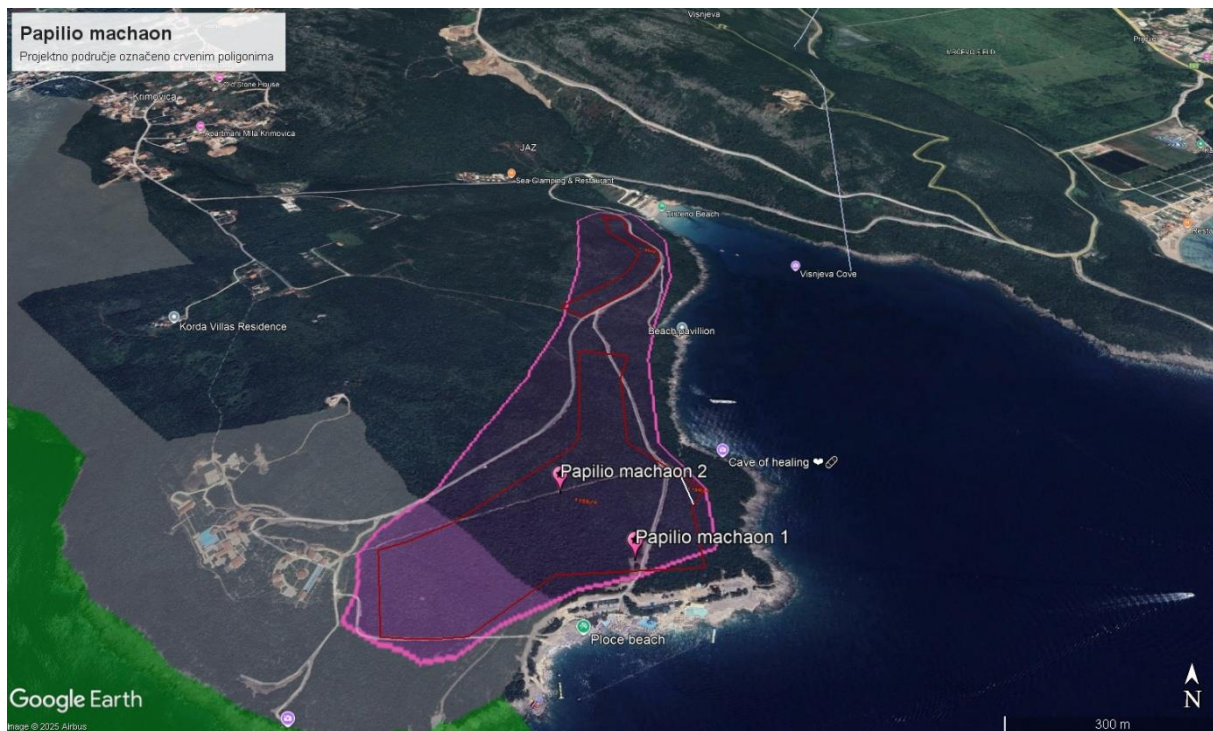 Papilio machaon
Projektno područje označeno crvenim poligonima
Visnjeva
Old Stone House
Krimovica
Apartmani Mila Krimovica
JAZ
Sea Glamping & Restaurant
Visnjeva Cove
Korda Villas Residence
Beach pavillion
Cave of healing ❤
Papilio machaon 2
Papilio machaon 1
Ploce beach
Google Earth
Image © 2025 Airbus
N
300 m